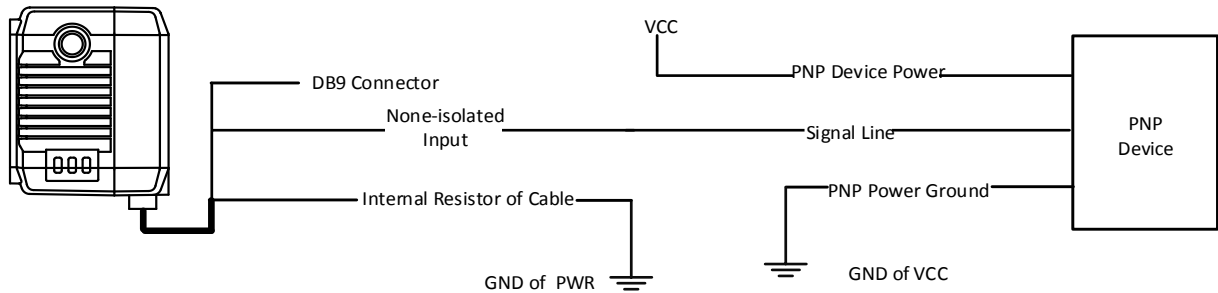 VCC
DB9 Connector
PNP Device Power
None-isolated
Input
Signal Line
PNP
Device
Internal Resistor of Cable
PNP Power Ground
GND of PWR
GND of VCC